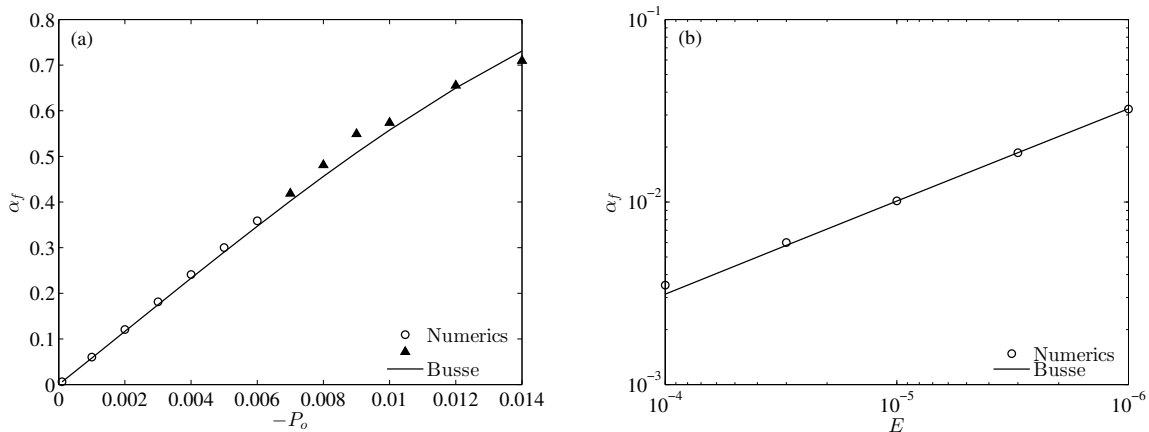 (a)
0.8
0.7
0.6
0.5
0.4
0.3
0.2
0.1
0
α_f
0 0.002 0.004 0.006 0.008 0.01 0.012 0.014
−P_o
Numerics
Busse
(b)
10^{-1}
10^{-2}
10^{-3}
α_f
10^{-4} 10^{-5} 10^{-6}
E
Numerics
Busse